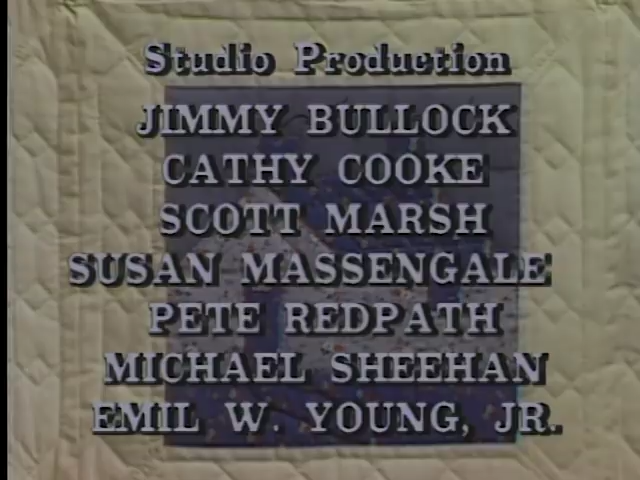 Studio Production
JIMMY BULLOCK
CATHY COOKE
SCOTT MARSH
SUSAN MASSENGALE
PETE REDPATH
MICHAEL SHEEHAN
EMIL W. YOUNG, JR.